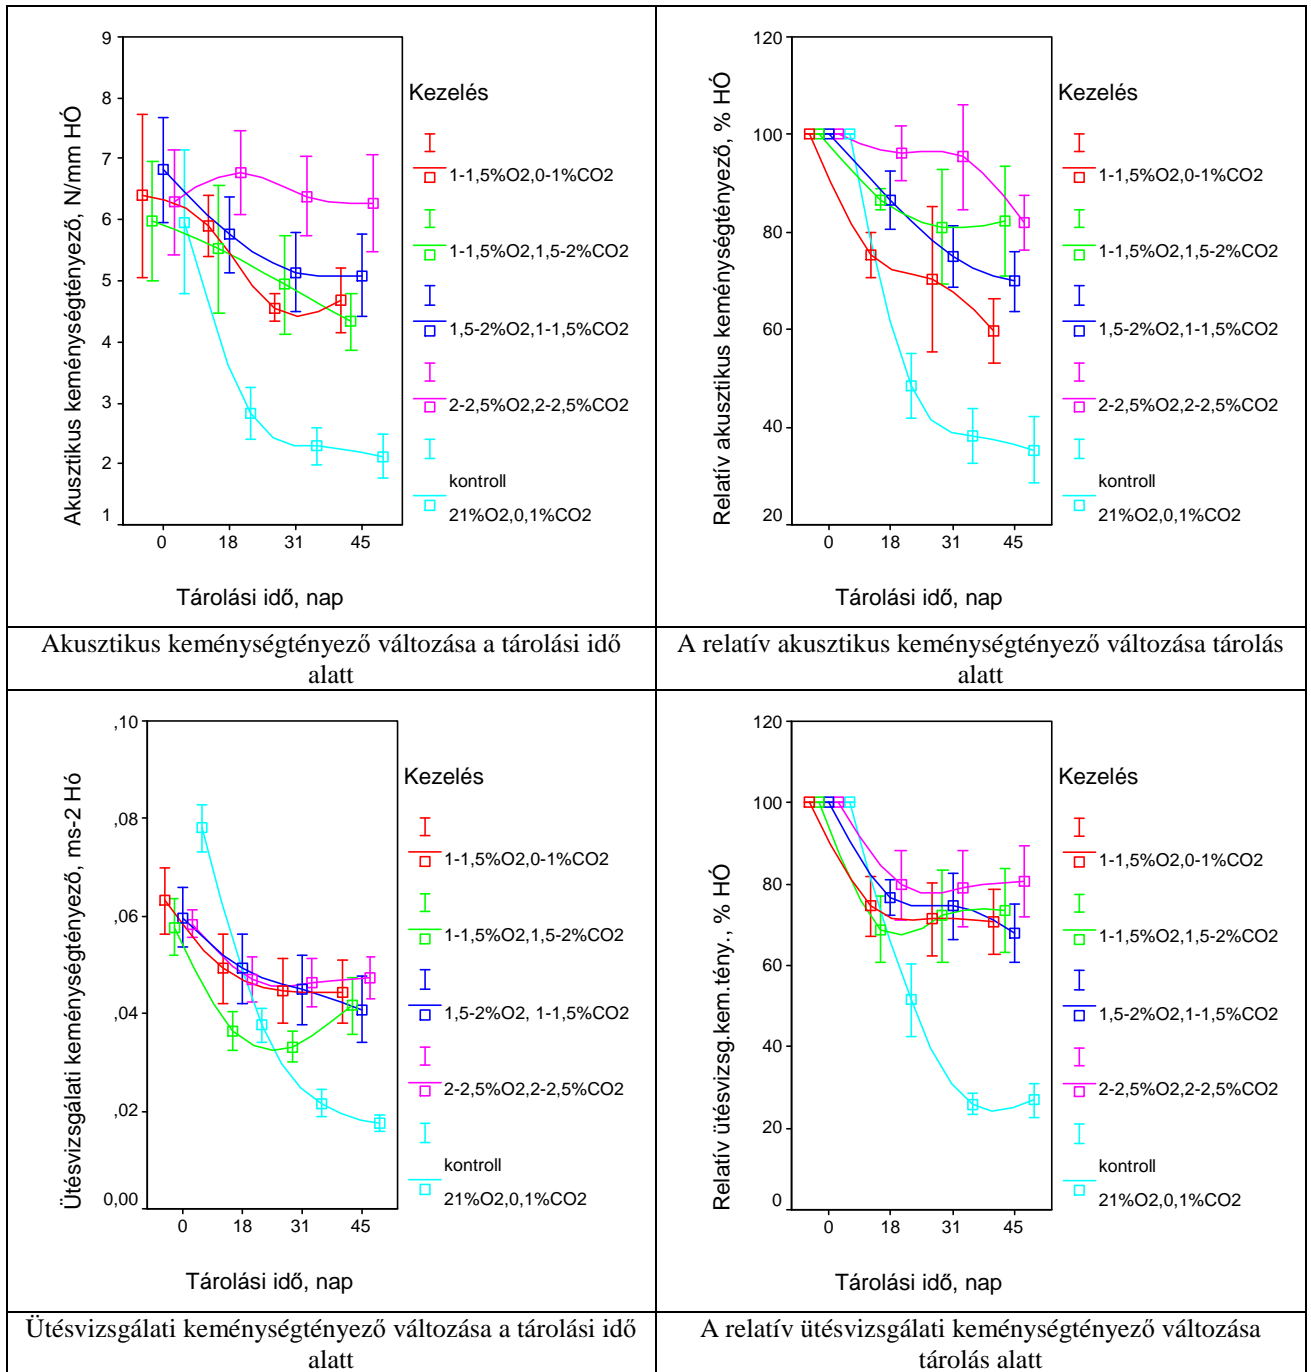 9
8
7
6
5
4
3
2
1
Akusztikus keménységtényező, N/mm HÓ
0 18 31 45
Tárolási idő, nap
Kezelés
1-1,5%O2,0-1%CO2
1-1,5%O2,1,5-2%CO2
1,5-2%O2,1-1,5%CO2
2-2,5%O2,2-2,5%CO2
kontroll
21%O2,0,1%CO2
120
100
80
60
40
20
Relatív akusztikus keménységtényező, % HÓ
0 18 31 45
Tárolási idő, nap
Kezelés
1-1,5%O2,0-1%CO2
1-1,5%O2,1,5-2%CO2
1,5-2%O2,1-1,5%CO2
2-2,5%O2,2-2,5%CO2
kontroll
21%O2,0,1%CO2
Akusztikus keménységtényező változása a tárolási idő
alatt
A relatív akusztikus keménységtényező változása tárolás
alatt
,10
,08
,06
,04
,02
0,00
Ütésvizsgálati keménységtényező, ms-2 Hó
0 18 31 45
Tárolási idő, nap
Kezelés
1-1,5%O2,0-1%CO2
1-1,5%O2,1,5-2%CO2
1,5-2%O2, 1-1,5%CO2
2-2,5%O2,2-2,5%CO2
kontroll
21%O2,0,1%CO2
120
100
80
60
40
20
0
Relatív ütésvizsg.kem.tény., % HÓ
0 18 31 45
Tárolási idő, nap
Kezelés
1-1,5%O2,0-1%CO2
1-1,5%O2,1,5-2%CO2
1,5-2%O2,1-1,5%CO2
2-2,5%O2,2-2,5%CO2
kontroll
21%O2,0,1%CO2
Ütésvizsgálati keménységtényező változása a tárolási idő
alatt
A relatív ütésvizsgálati keménységtényező változása
tárolás alatt